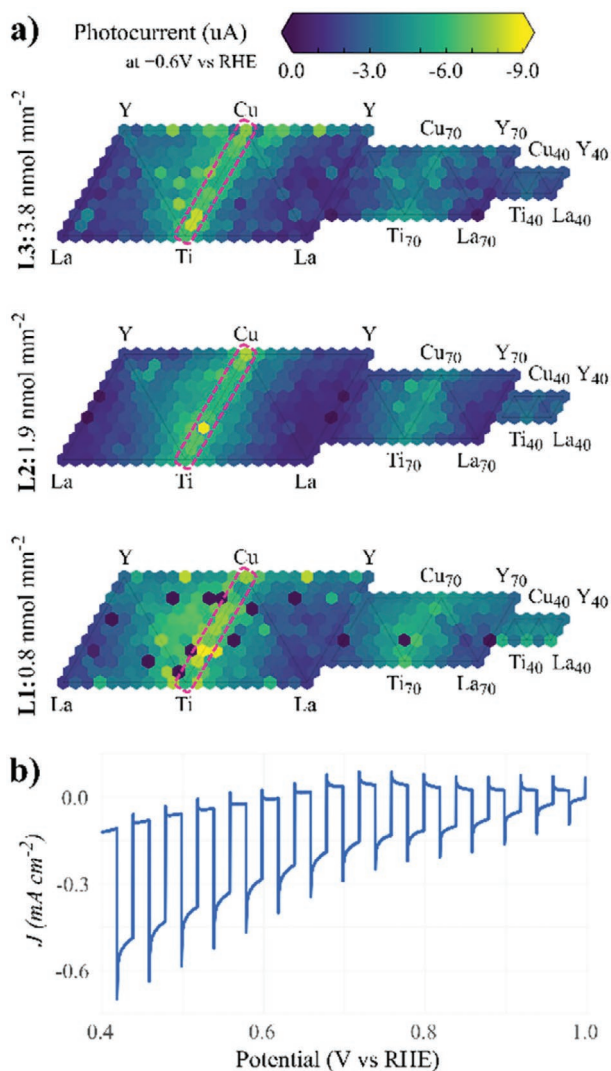 a) Photocurrent (uA)
at −0.6V vs RHE
0.0 -3.0 -6.0 -9.0
L3:3.8 nmol mm⁻²
Y Cu Y Cu₇₀ Y₇₀ Cu₄₀ Y₄₀
La Ti La Ti₇₀ La₇₀ Ti₄₀ La₄₀
L2:1.9 nmol mm⁻²
Y Cu Y Cu₇₀ Y₇₀ Cu₄₀ Y₄₀
La Ti La Ti₇₀ La₇₀ Ti₄₀ La₄₀
L1:0.8 nmol mm⁻²
Y Cu Y Cu₇₀ Y₇₀ Cu₄₀ Y₄₀
La Ti La Ti₇₀ La₇₀ Ti₄₀ La₄₀
b)
J (mA cm⁻²)
0.0
-0.3
-0.6
0.4 0.6 0.8 1.0
Potential (V vs RHE)